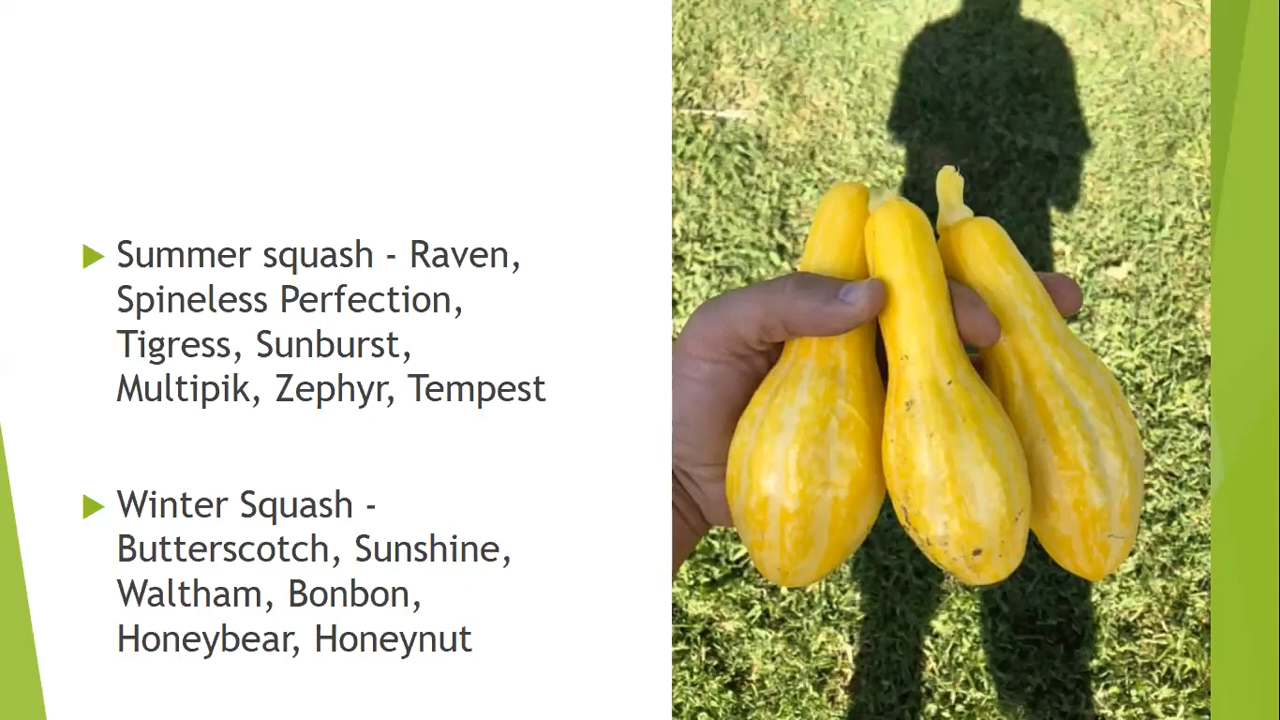 Summer squash - Raven,
Spineless Perfection,
Tigress, Sunburst,
Multipik, Zephyr, Tempest
Winter Squash -
Butterscotch, Sunshine,
Waltham, Bonbon,
Honeybear, Honeynut